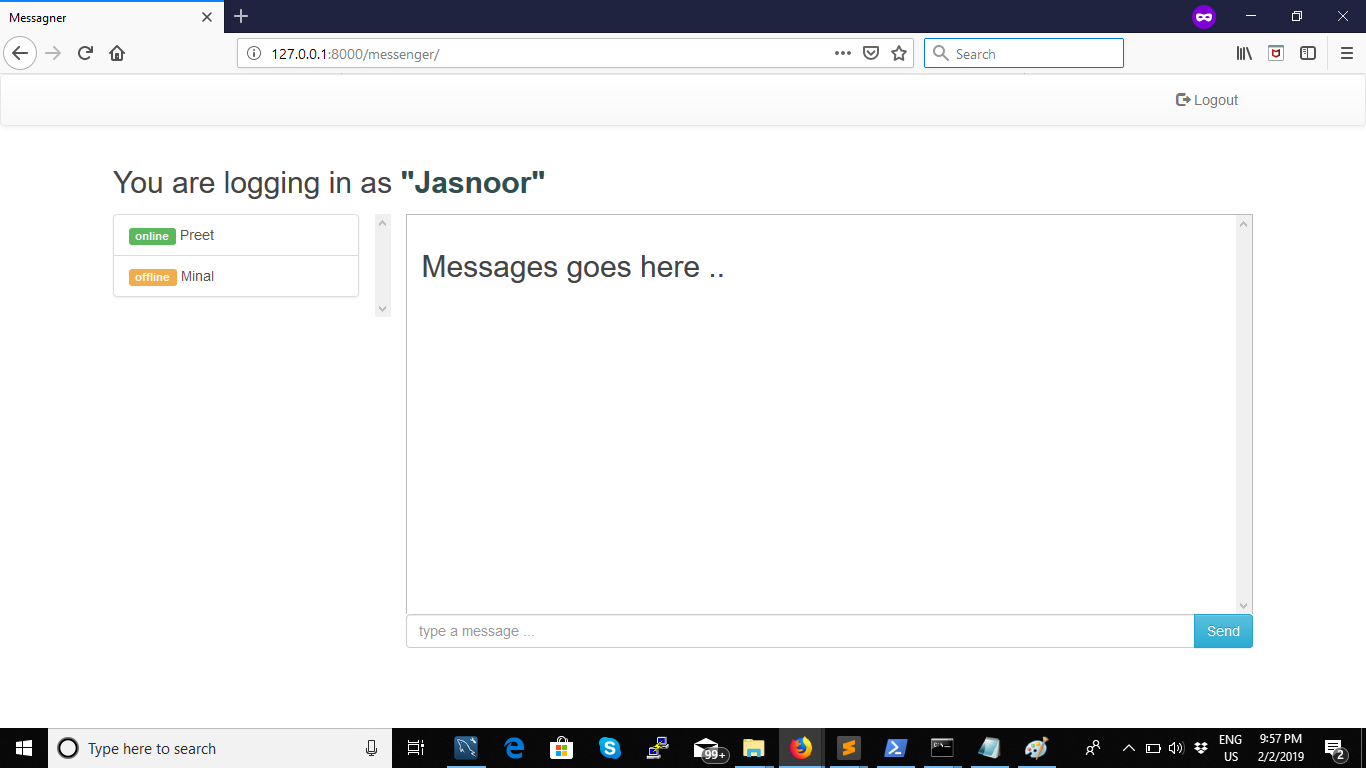 Messagner
127.0.0.1:8000/messenger/
Search
Logout
You are logging in as "Jasnoor"
online Preet
offline Minal
Messages goes here ..
type a message ...
Send
Type here to search
99+
ENG
US
9:57 PM
2/2/2019
2